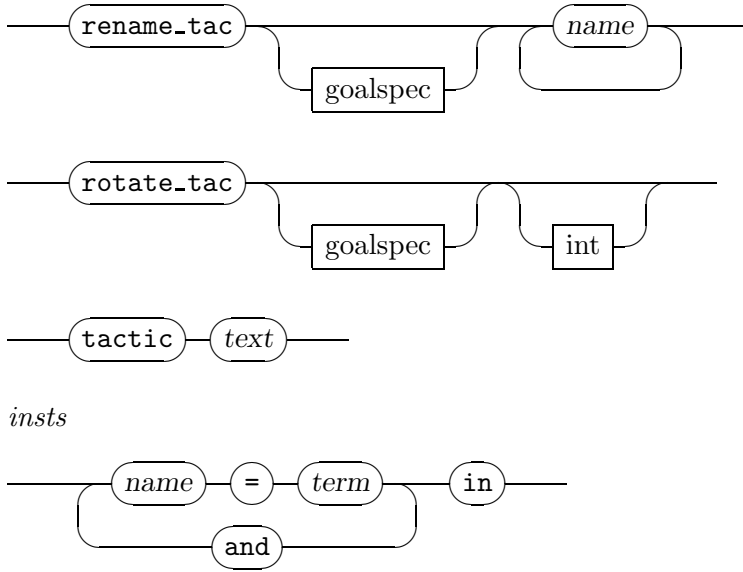 rename_tac name
goalspec
rotate_tac
goalspec int
tactic text
insts
name = term in
and